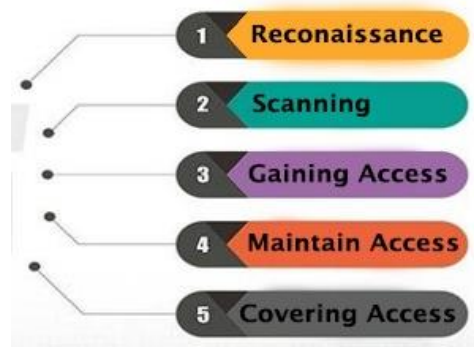 1 Reconaissance
2 Scanning
3 Gaining Access
4 Maintain Access
5 Covering Access